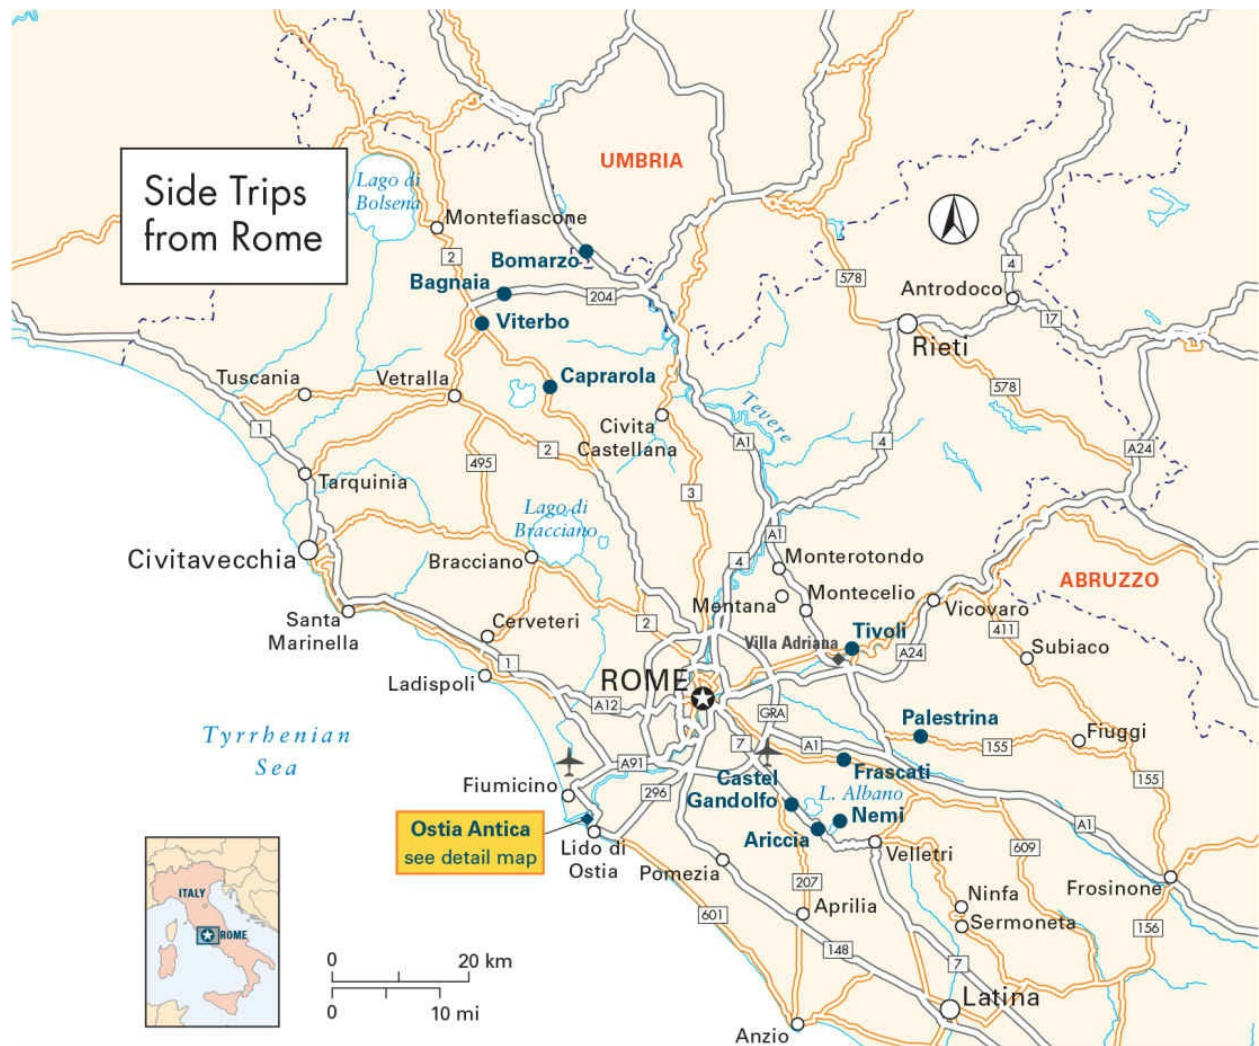 Side Trips
from Rome
UMBRIA
Lago di
Bolsena
Montefiascone
2
Bomarzo
Bagnaia
204
Viterbo
578
4
Antrodoco
17
Rieti
Tuscania
Vetralla
Caprarola
578
1
Civita
Castellana
Tevere
A1
4
A24
495
2
Tarquinia
3
Lago di
Bracciano
A1
Civitavecchia
Bracciano
4
Monterotondo
ABRUZZO
Mentana
Montecelio
Vicovaro
Santa
Marinella
Cerveteri
2
411
Villa Adriana
Tivoli
A24
Subiaco
1
Ladispoli
ROME
A12
GRA
Palestrina
Tyrrhenian
Sea
7
A1
155
Fiuggi
A91
Frascati
155
Fiumicino
296
Castel
Gandolfo
L. Albano
Nemi
A1
Ostia Antica
see detail map
Ariccia
Lido di
Ostia
Velletri
609
Pomezia
207
Frosinone
ITALY
ROME
601
Aprilia
Ninfa
Sermoneta
156
148
7
0
20 km
0
10 mi
Latina
Anzio